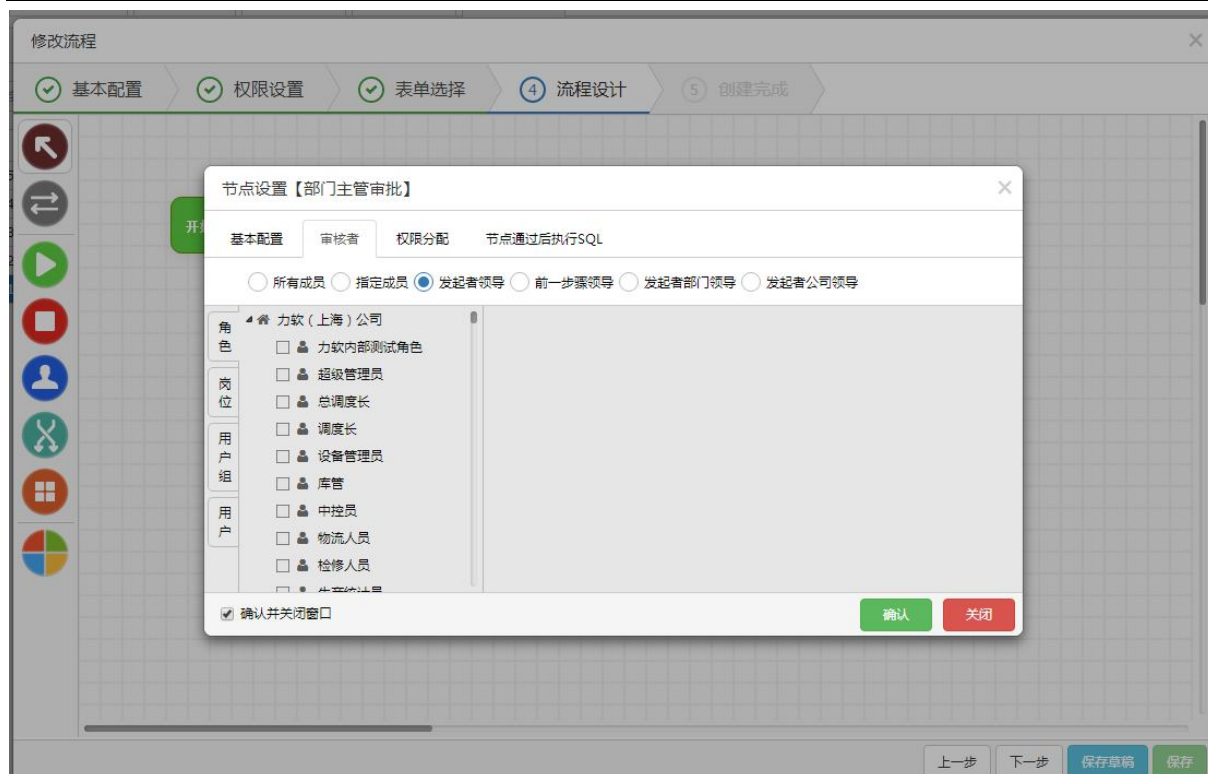 修改流程
基本配置 权限设置 表单选择 4 流程设计 5 创建完成
节点设置【部门主管审批】
基本配置 审核者 权限分配 节点通过后执行SQL
所有成员 指定成员 发起者领导 前一步骤领导 发起者部门领导 发起者公司领导
角色
岗位
用户组
用户
力软(上海)公司
力软内部测试角色
超级管理员
总调度长
调度长
设备管理员
库管
中控员
物流人员
检修人员
生产统计员
确认并关闭窗口 确认 关闭
上一步 下一步 保存草稿 保存